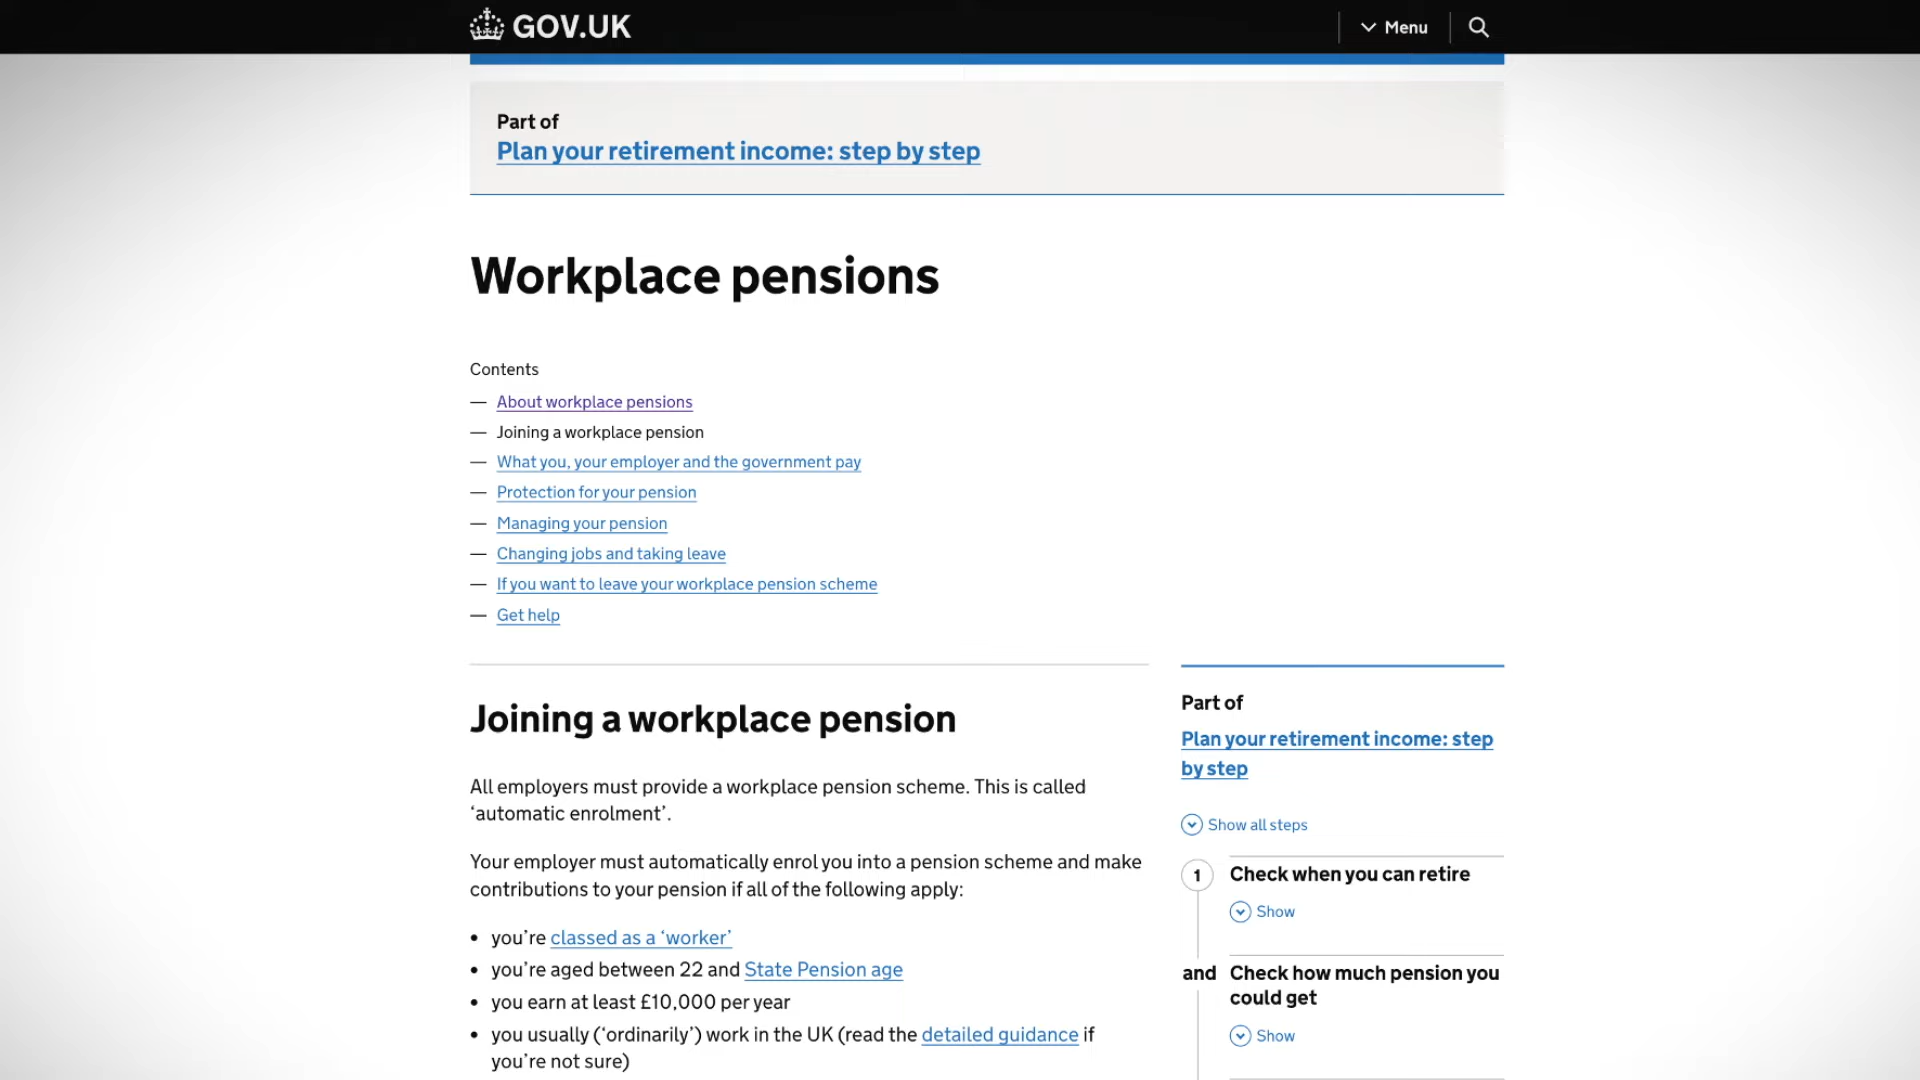 GOV.UK
Menu
Part of
Plan your retirement income: step by step
Workplace pensions
Contents
— About workplace pensions
— Joining a workplace pension
— What you, your employer and the government pay
— Protection for your pension
— Managing your pension
— Changing jobs and taking leave
— If you want to leave your workplace pension scheme
— Get help
Joining a workplace pension
All employers must provide a workplace pension scheme. This is called
‘automatic enrolment’.
Your employer must automatically enrol you into a pension scheme and make
contributions to your pension if all of the following apply:
• you’re classed as a ‘worker’
• you’re aged between 22 and State Pension age
• you earn at least £10,000 per year
• you usually (‘ordinarily’) work in the UK (read the detailed guidance if
you’re not sure)
Part of
Plan your retirement income: step
by step
Show all steps
1 Check when you can retire
Show
and Check how much pension you
could get
Show